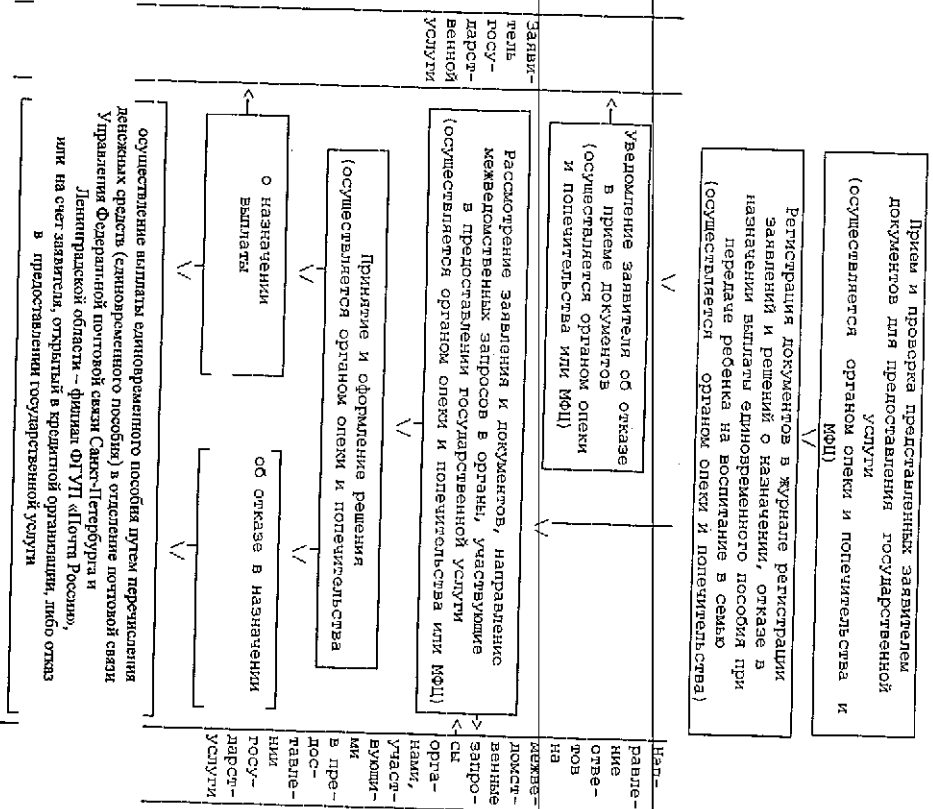 Прием и проверка представленных заявителем
документов для предоставления государственной
услуги
(осуществляется органом опеки и попечительства и
МФЦ)
Регистрация документов в журнале регистрации
заявлений и решений о назначении, отказе в
назначении выплаты единовременного пособия при
передаче ребенка на воспитание в семью
(осуществляется органом опеки и попечительства)
Уведомление заявителя об отказе
в приеме документов
(осуществляется органом опеки
и попечительства или МФЦ)
Заяви-
тель
госу-
дарст-
венной
услуги
Рассмотрение заявления и документов, направление
межведомственных запросов в органы, участвующие
в предоставлении государственной услуги
(осуществляется органом опеки и попечительства или МФЦ)
Нап-
равле-
ние
отве-
тов
на
межве-
домст-
венные
запро-
сы
орга-
нами,
участ-
вующи-
ми
в пре-
дос-
тавле-
нии
госу-
дарст-
услуги
Принятие и оформление решения
(осуществляется органом опеки и попечительства
о назначении
выплаты
об отказе в назначении
осуществление выплаты единовременного пособия путем перечисления
денежных средств (единовременного пособия) в отделение почтовой связи
Управления Федеральной почтовой связи Санкт-Петербурга и
Ленинградской области – филиал ФГУП «Почта России»,
или на счет заявителя, открытый в кредитной организации, либо отказ
в предоставлении государственной услуги